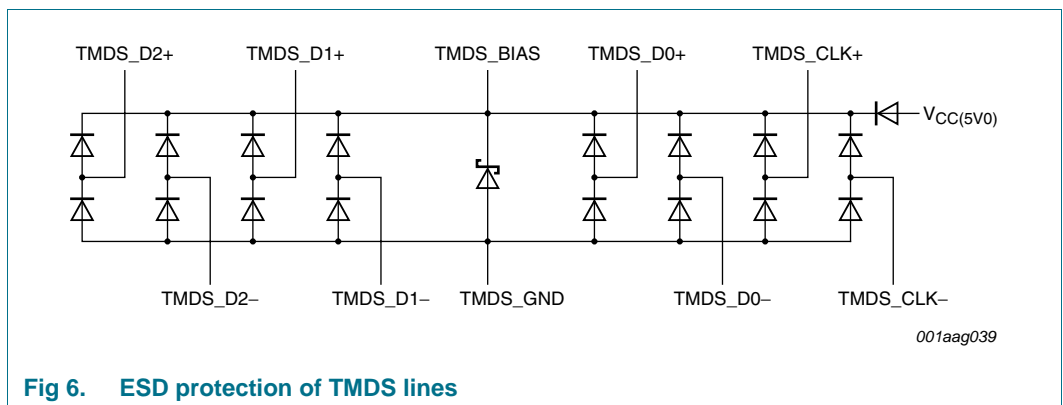 TMDS_D2+ TMDS_D1+ TMDS_BIAS TMDS_D0+ TMDS_CLK+
VCC(5V0)
TMDS_D2− TMDS_D1− TMDS_GND TMDS_D0− TMDS_CLK−
001aag039
Fig 6. ESD protection of TMDS lines